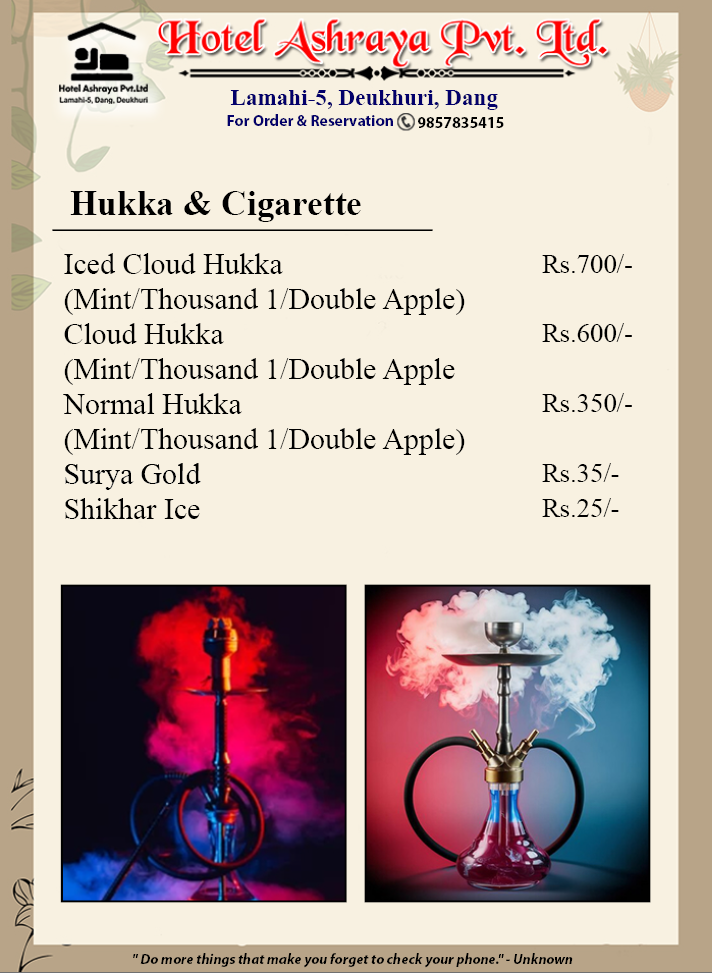 Hotel Ashraya Pvt. Ltd.
Hotel Ashraya Pvt.Ltd
Lamahi-5, Dang, Deukhuri
Lamahi-5, Deukhuri, Dang
For Order & Reservation 9857835415
Hukka & Cigarette
Iced Cloud Hukka Rs.700/-
(Mint/Thousand 1/Double Apple)
Cloud Hukka Rs.600/-
(Mint/Thousand 1/Double Apple
Normal Hukka Rs.350/-
(Mint/Thousand 1/Double Apple)
Surya Gold Rs.35/-
Shikhar Ice Rs.25/-
" Do more things that make you forget to check your phone." - Unknown